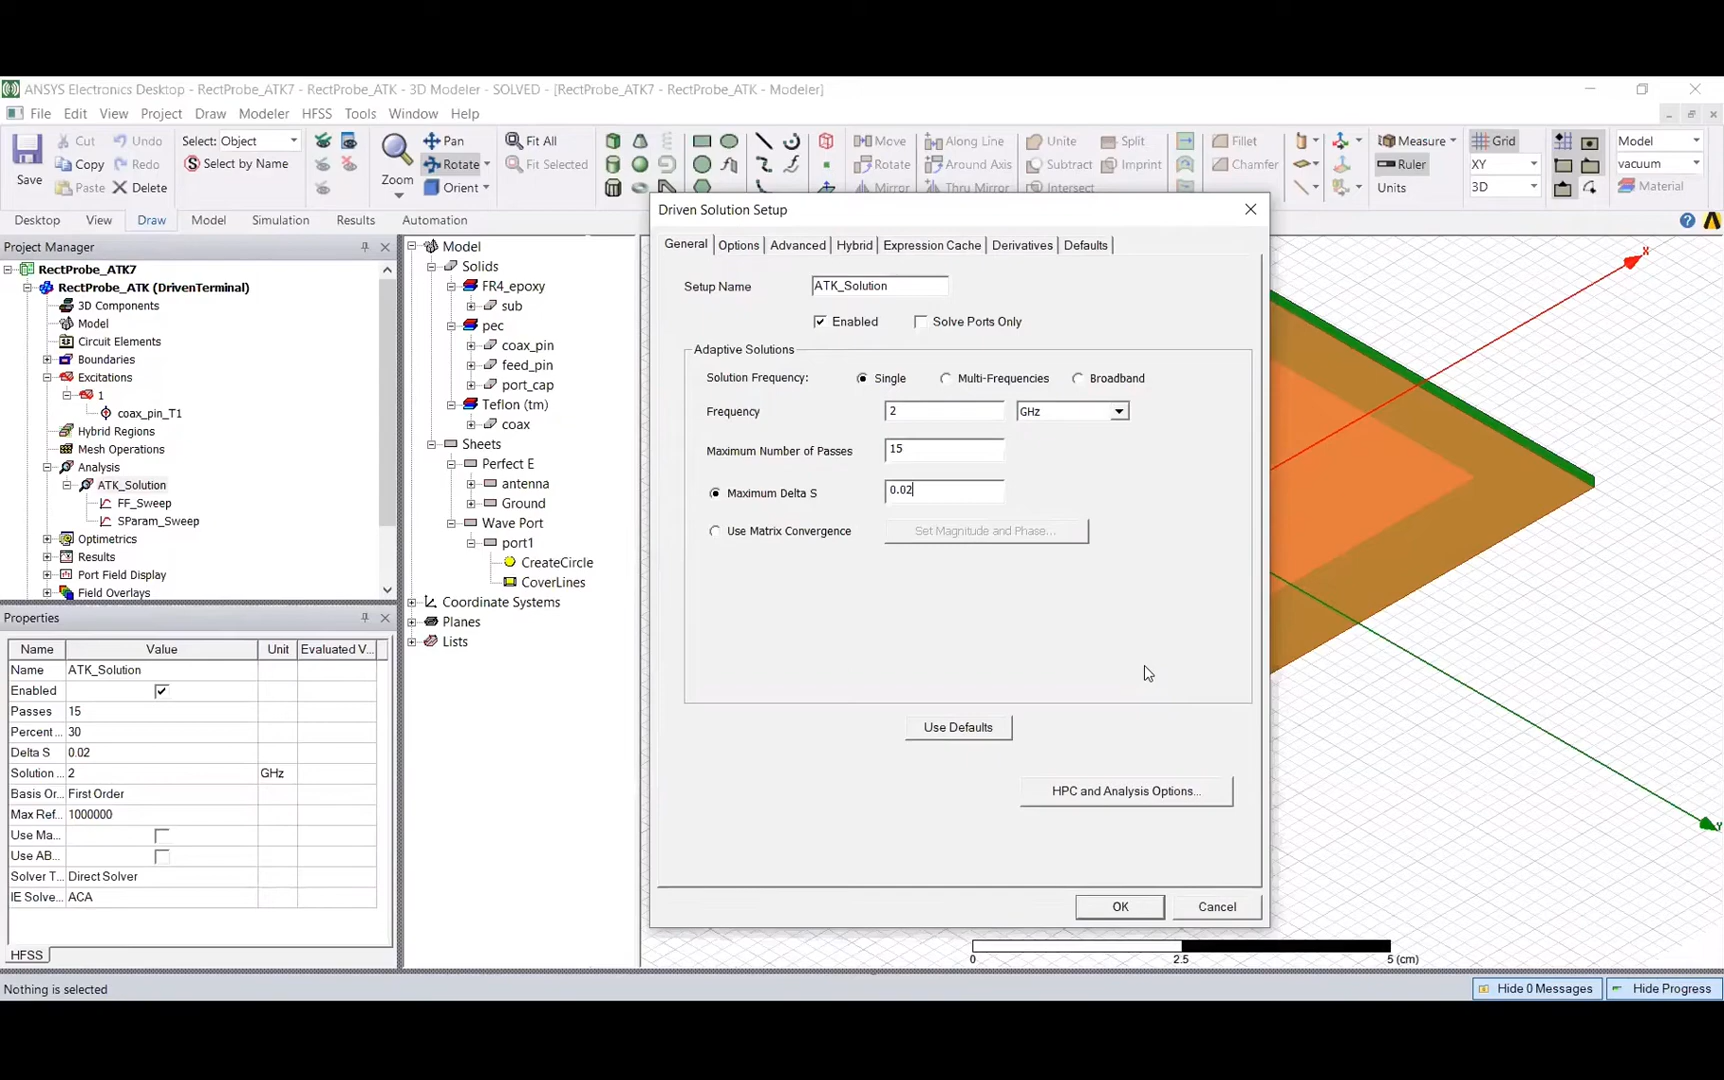 ANSYS Electronics Desktop - RectProbe_ATK7 - RectProbe_ATK - 3D Modeler - SOLVED - [RectProbe_ATK7 - RectProbe_ATK - Modeler]
File Edit View Project Draw Modeler HFSS Tools Window Help
Save
Cut
Copy
Paste
Undo
Redo
Delete
Select: Object
Select by Name
Zoom
Pan
Rotate
Orient
Fit All
Fit Selected
Move
Rotate
Mirror
Along Line
Around Axis
Thru Mirror
Unite
Subtract
Intersect
Split
Imprint
Fillet
Chamfer
Measure
Ruler
Units
Grid
XY
3D
Model
vacuum
Material
Desktop View Draw Model Simulation Results Automation
Project Manager
RectProbe_ATK7
RectProbe_ATK (DrivenTerminal)
3D Components
Model
Circuit Elements
Boundaries
Excitations
1
coax_pin_T1
Hybrid Regions
Mesh Operations
Analysis
ATK_Solution
FF_Sweep
SParam_Sweep
Optimetrics
Results
Port Field Display
Field Overlays
Properties
Name Value Unit Evaluated V...
Name ATK_Solution
Enabled
Passes 15
Percent ... 30
Delta S 0.02
Solution ... 2 GHz
Basis Or... First Order
Max Ref... 1000000
Use Ma...
Use AB...
Solver T... Direct Solver
IE Solve... ACA
HFSS
Model
Solids
FR4_epoxy
sub
pec
coax_pin
feed_pin
port_cap
Teflon (tm)
coax
Sheets
Perfect E
antenna
Ground
Wave Port
port1
CreateCircle
CoverLines
Coordinate Systems
Planes
Lists
Driven Solution Setup
General Options Advanced Hybrid Expression Cache Derivatives Defaults
Setup Name ATK_Solution
Enabled Solve Ports Only
Adaptive Solutions
Solution Frequency: Single Multi-Frequencies Broadband
Frequency 2 GHz
Maximum Number of Passes 15
Maximum Delta S 0.02
Use Matrix Convergence Set Magnitude and Phase...
Use Defaults
HPC and Analysis Options...
OK Cancel
X
Y
0 2.5 5 (cm)
Nothing is selected
Hide 0 Messages Hide Progress